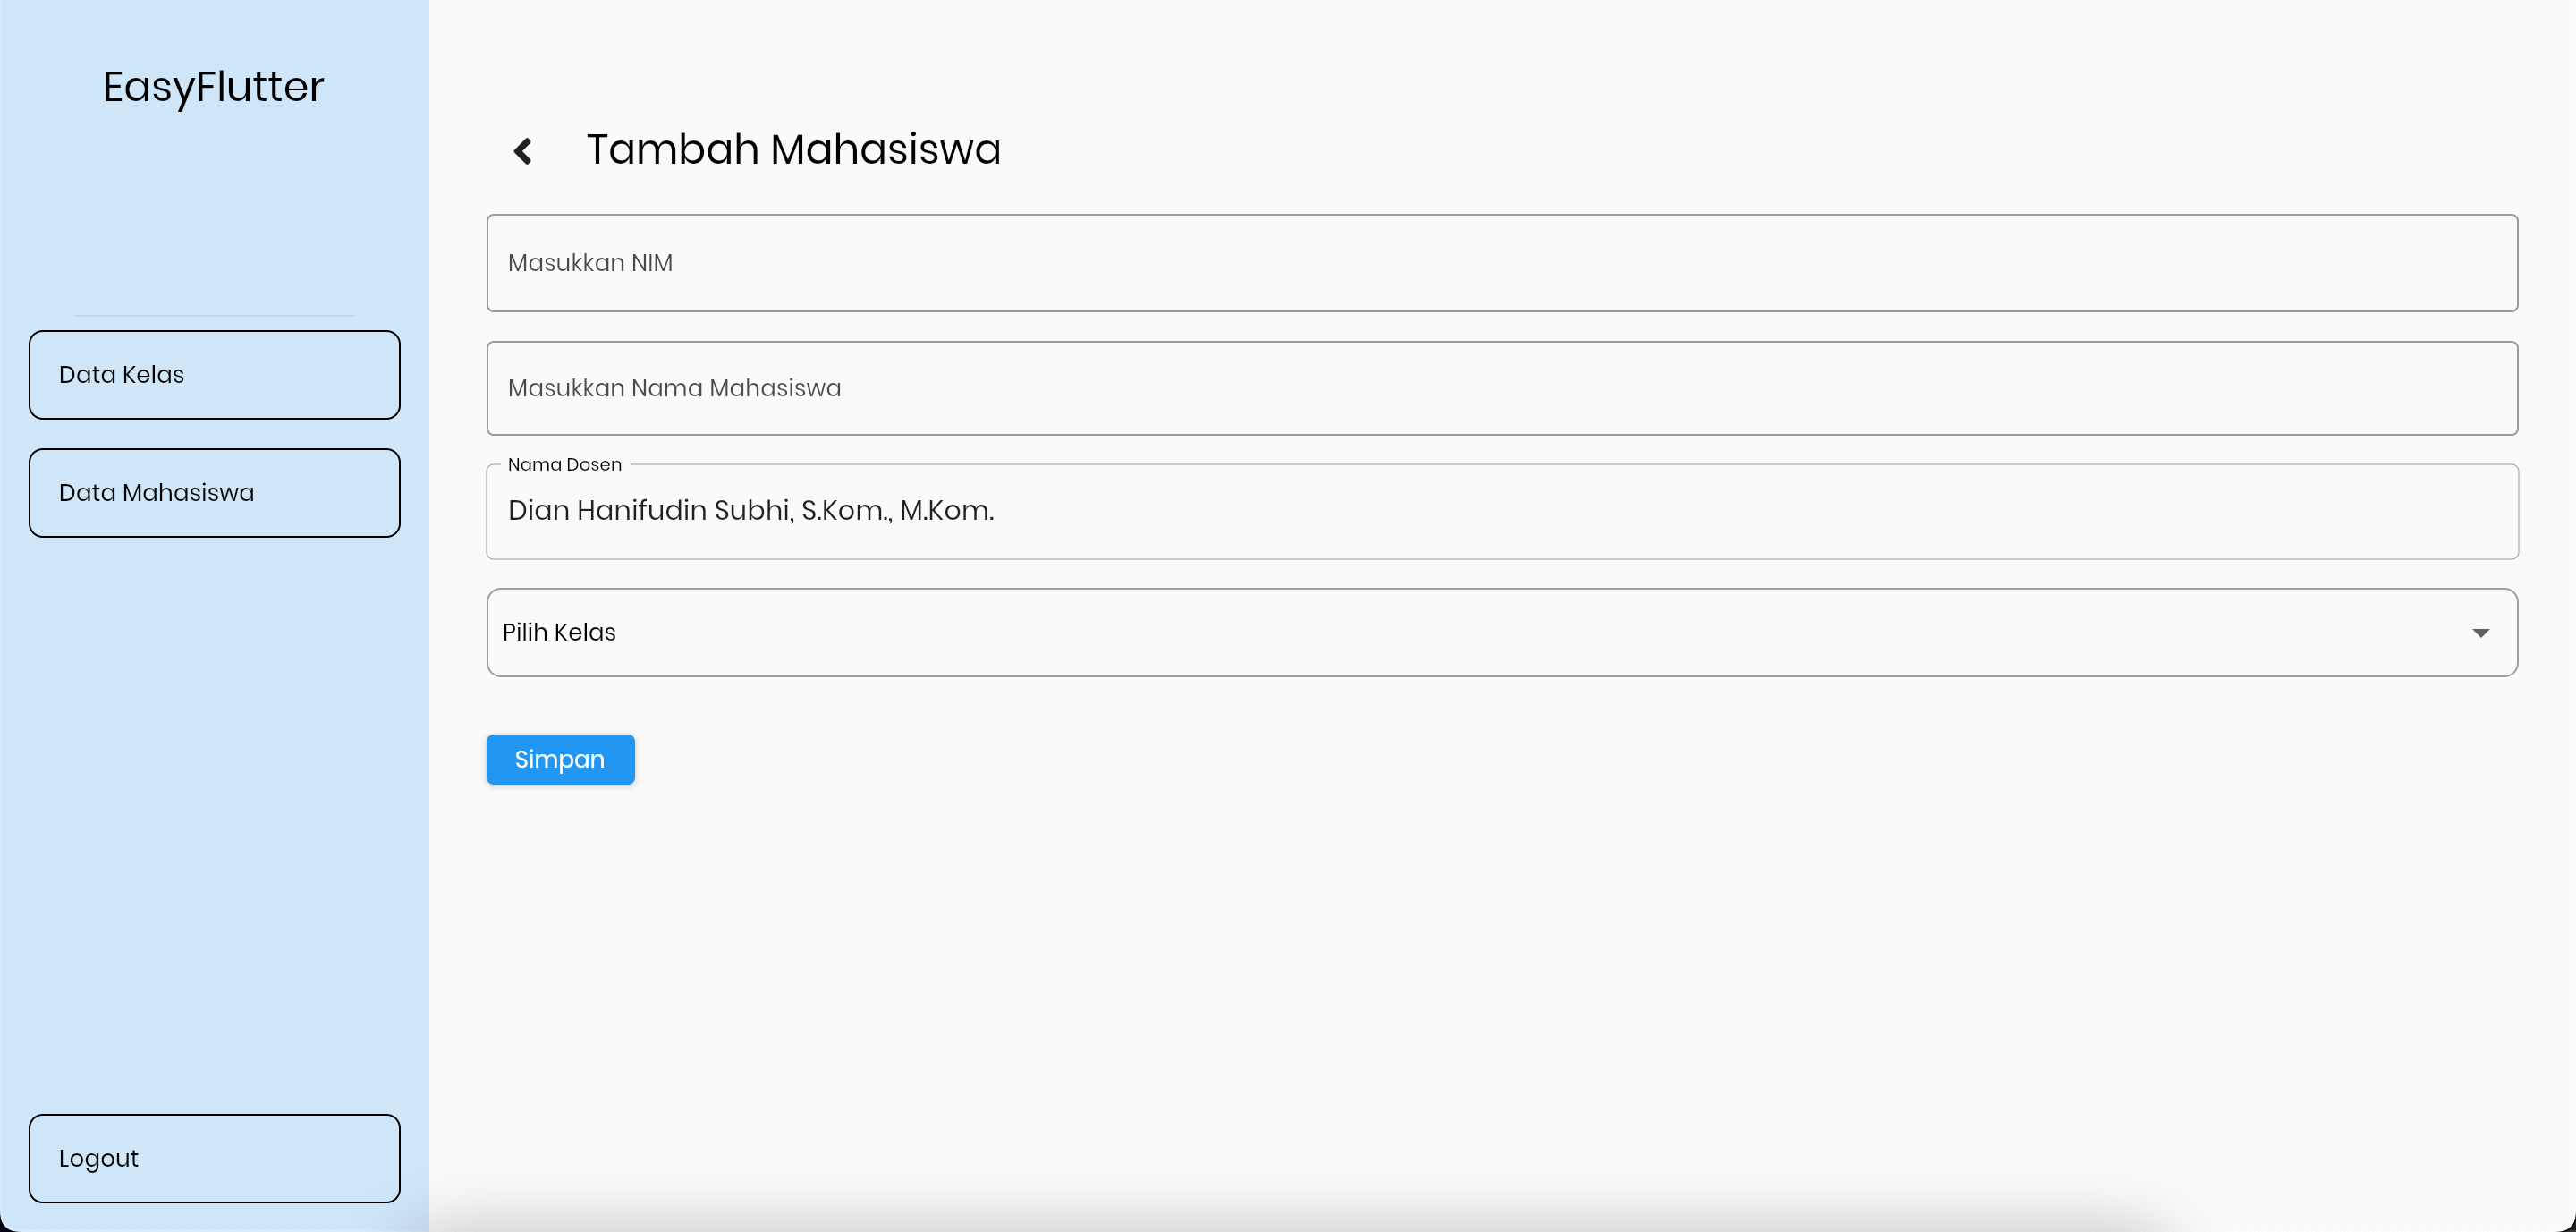 EasyFlutter
Data Kelas
Data Mahasiswa
Logout
Tambah Mahasiswa
Masukkan NIM
Masukkan Nama Mahasiswa
Nama Dosen
Dian Hanifudin Subhi, S.Kom., M.Kom.
Pilih Kelas
Simpan